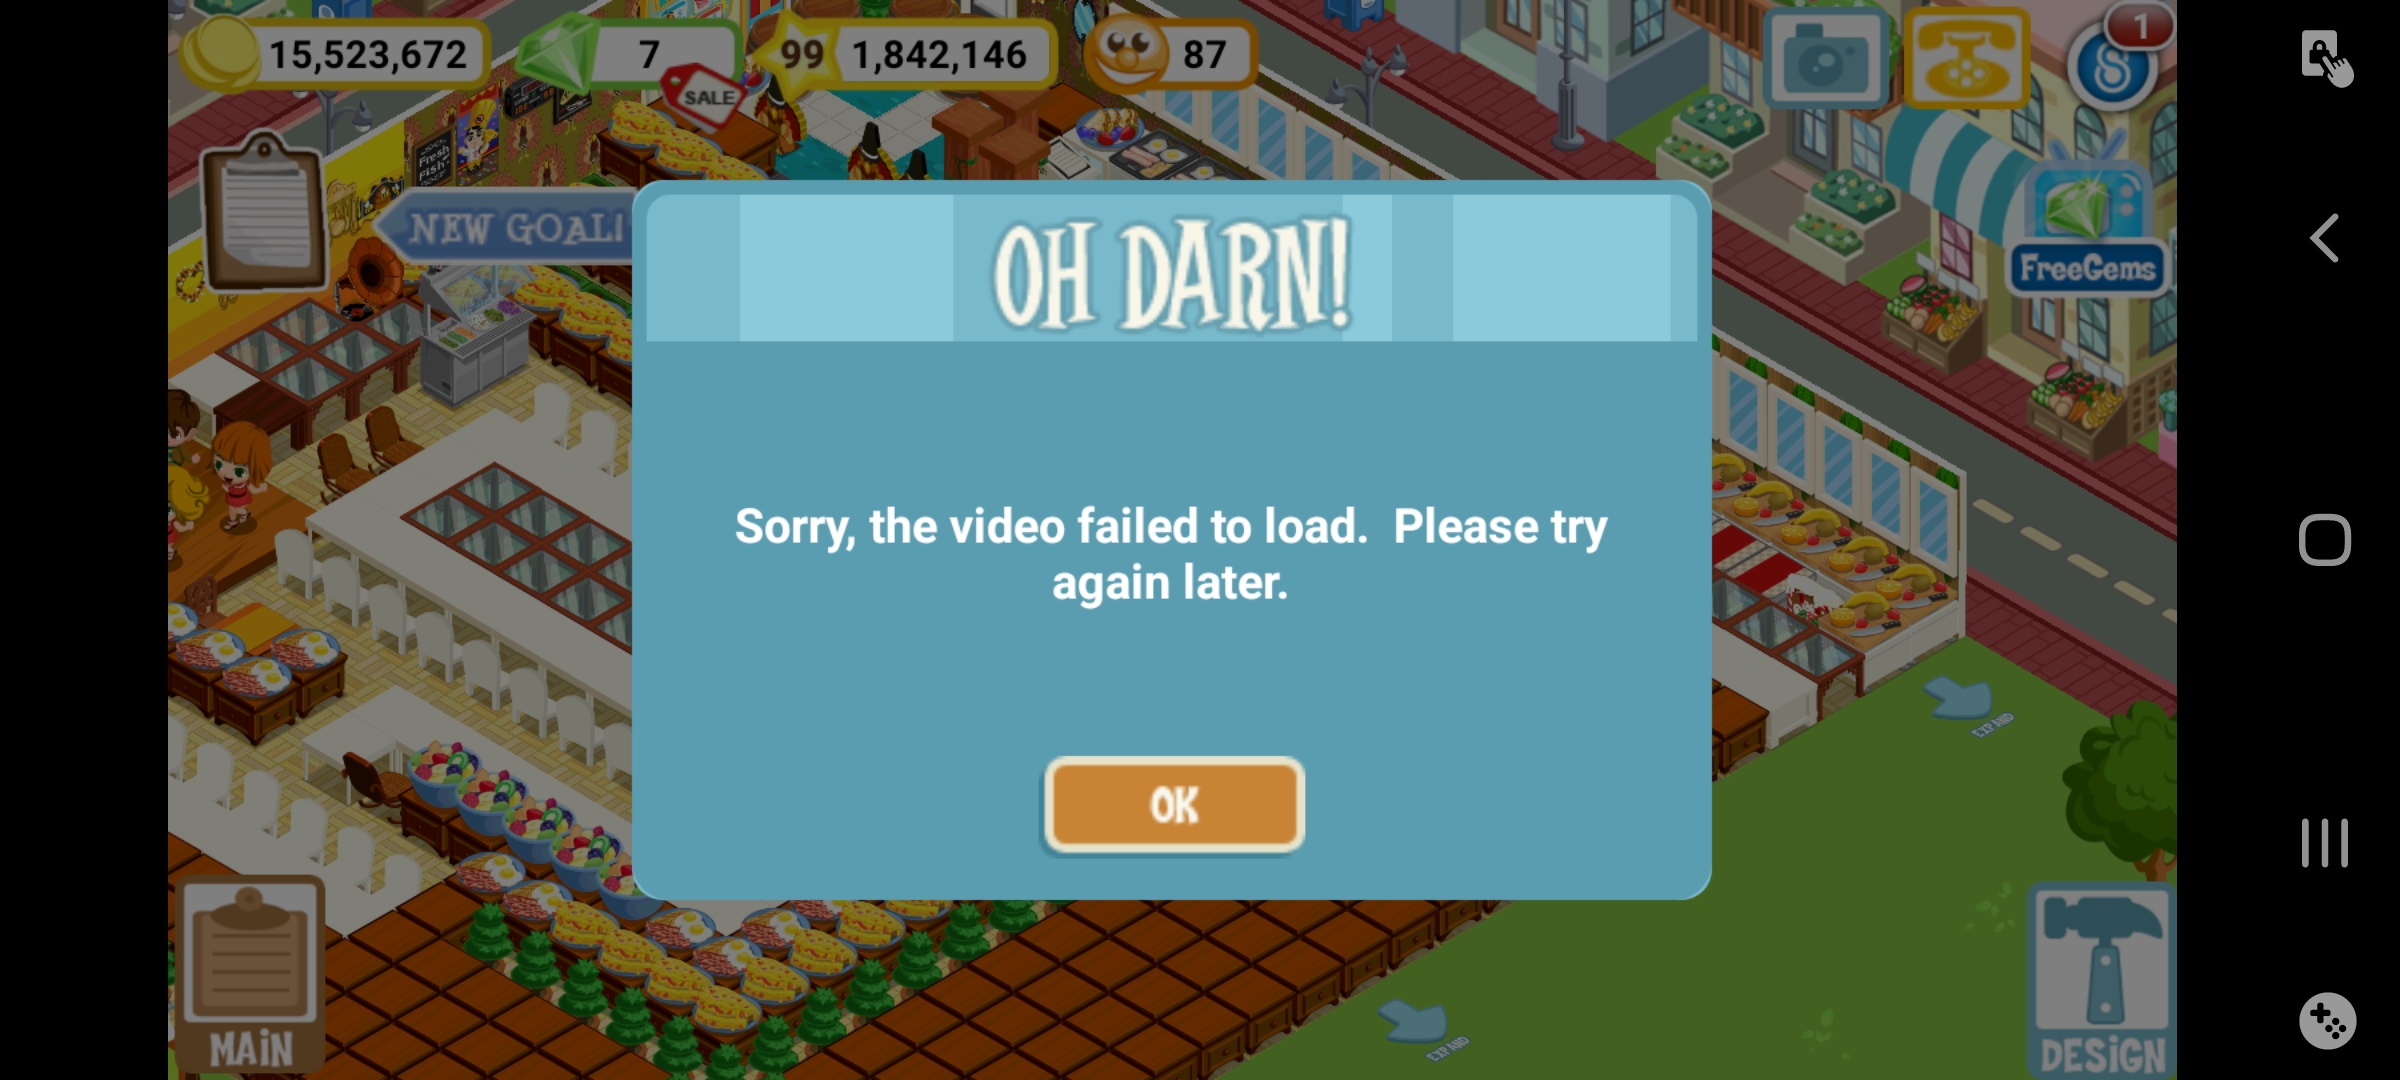 15,523,672
7
SALE
99
1,842,146
87
1
Fresh
Fish
NEW GOAL!
FreeGems
OH DARN!
Sorry, the video failed to load.  Please try
again later.
OK
EXPAND
EXPAND
MAIN
DESIGN